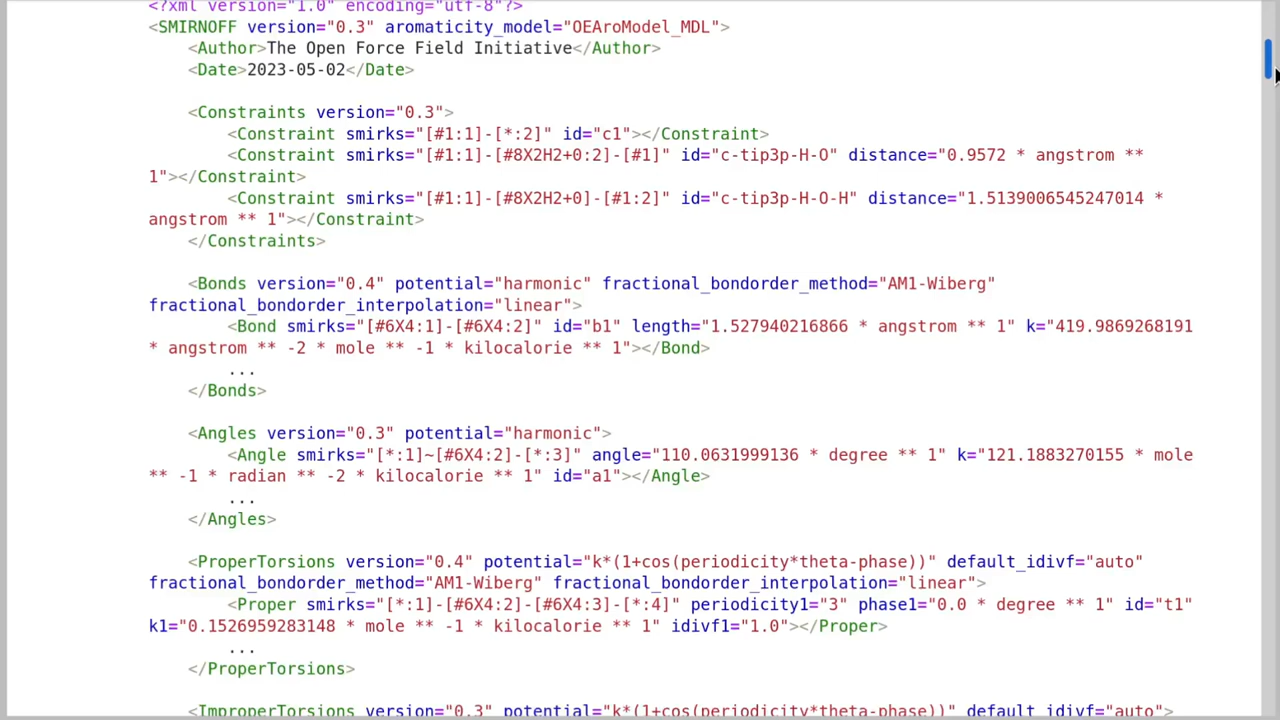 <?xml version="1.0" encoding="utf-8"?>
<SMIRNOFF version="0.3" aromaticity_model="OEAroModel_MDL">
    <Author>The Open Force Field Initiative</Author>
    <Date>2023-05-02</Date>
    <Constraints version="0.3">
        <Constraint smirks="[#1:1]-[*:2]" id="c1"></Constraint>
        <Constraint smirks="[#1:1]-[#8X2H2+0:2]-[#1]" id="c-tip3p-H-O" distance="0.9572 * angstrom **
1"></Constraint>
        <Constraint smirks="[#1:1]-[#8X2H2+0]-[#1:2]" id="c-tip3p-H-O-H" distance="1.5139006545247014 *
angstrom ** 1"></Constraint>
    </Constraints>
    <Bonds version="0.4" potential="harmonic" fractional_bondorder_method="AM1-Wiberg"
fractional_bondorder_interpolation="linear">
        <Bond smirks="[#6X4:1]-[#6X4:2]" id="b1" length="1.527940216866 * angstrom ** 1" k="419.9869268191
* angstrom ** -2 * mole ** -1 * kilocalorie ** 1"></Bond>
        ...
    </Bonds>
    <Angles version="0.3" potential="harmonic">
        <Angle smirks="[*:1]~[#6X4:2]-[*:3]" angle="110.0631999136 * degree ** 1" k="121.1883270155 * mole
** -1 * radian ** -2 * kilocalorie ** 1" id="a1"></Angle>
        ...
    </Angles>
    <ProperTorsions version="0.4" potential="k*(1+cos(periodicity*theta-phase))" default_idivf="auto"
fractional_bondorder_method="AM1-Wiberg" fractional_bondorder_interpolation="linear">
        <Proper smirks="[*:1]-[#6X4:2]-[#6X4:3]-[*:4]" periodicity1="3" phase1="0.0 * degree ** 1" id="t1"
k1="0.1526959283148 * mole ** -1 * kilocalorie ** 1" idivf1="1.0"></Proper>
        ...
    </ProperTorsions>
    <ImproperTorsions version="0.3" potential="k*(1+cos(periodicity*theta-phase))" default_idivf="auto">